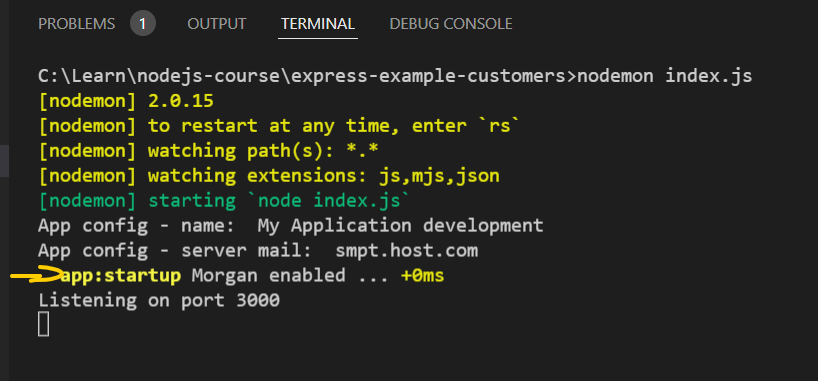 PROBLEMS 1 OUTPUT TERMINAL DEBUG CONSOLE
C:\Learn\nodejs-course\express-example-customers>nodemon index.js
[nodemon] 2.0.15
[nodemon] to restart at any time, enter `rs`
[nodemon] watching path(s): *.*
[nodemon] watching extensions: js,mjs,json
[nodemon] starting `node index.js`
App config - name:  My Application development
App config - server mail:  smpt.host.com
app:startup Morgan enabled ... +0ms
Listening on port 3000